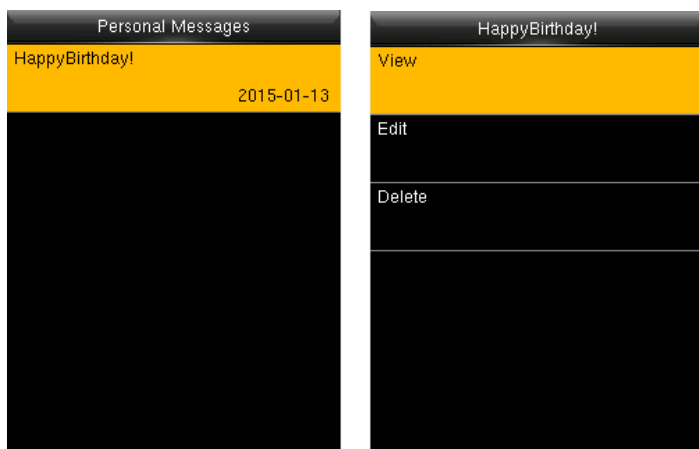 Personal Messages
HappyBirthday!
2015-01-13
HappyBirthday!
View
Edit
Delete